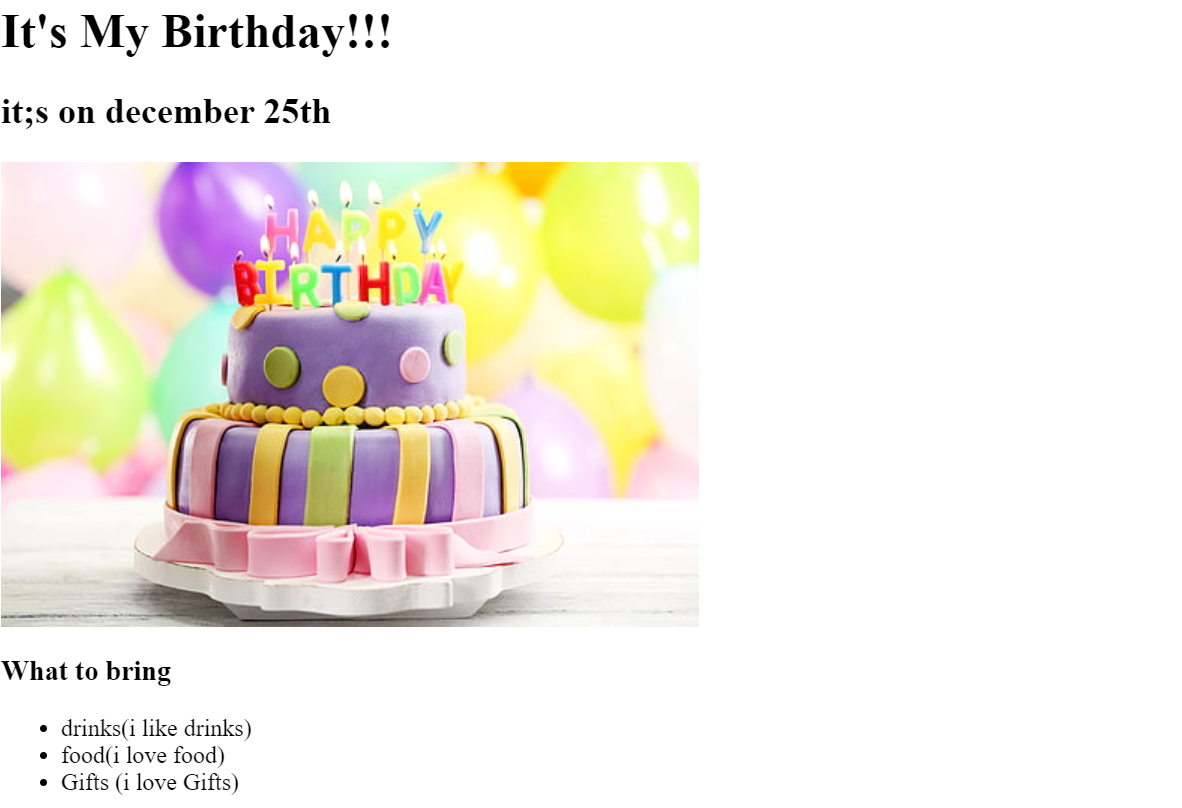 It's My Birthday!!!
it;s on december 25th
HAPPY
BIRTHDAY
What to bring
drinks(i like drinks)
food(i love food)
Gifts (i love Gifts)